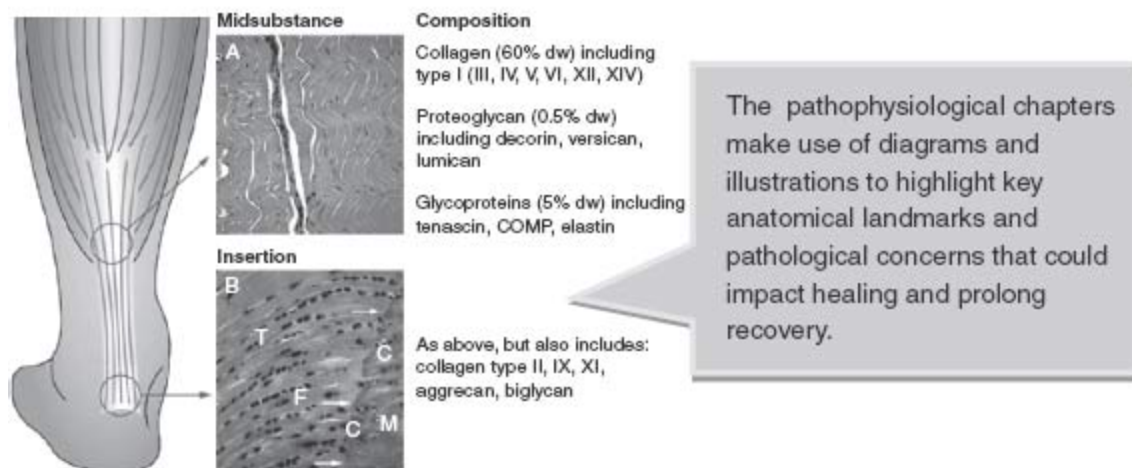 Midsubstance
A
Composition
Collagen (60% dw) including
type I (III, IV, V, VI, XII, XIV)
Proteoglycan (0.5% dw)
including decorin, versican,
lumican
Glycoproteins (5% dw) including
tenascin, COMP, elastin
Insertion
B
T
C
F
M
C
As above, but also includes:
collagen type II, IX, XI,
aggrecan, biglycan
The pathophysiological chapters
make use of diagrams and
illustrations to highlight key
anatomical landmarks and
pathological concerns that could
impact healing and prolong
recovery.